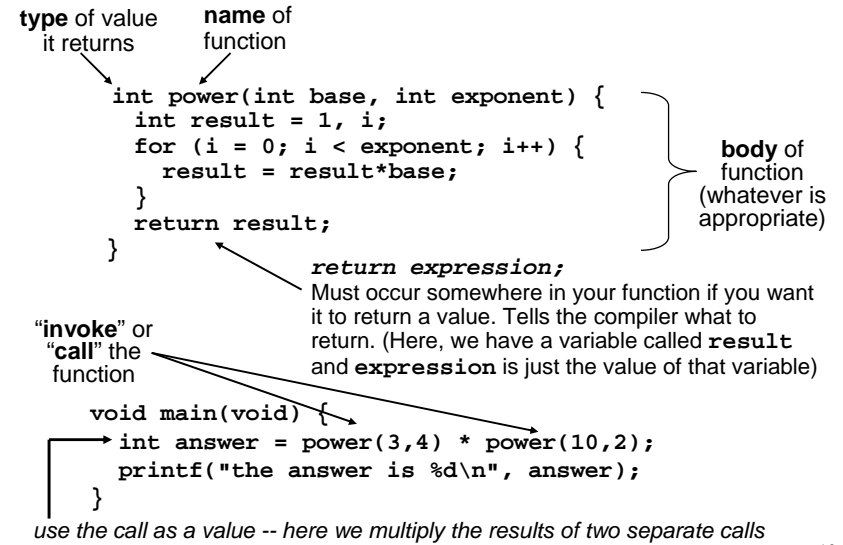 type of value
it returns
name of
function
int power(int base, int exponent) {
int result = 1, i;
for (i = 0; i < exponent; i++) {
result = result*base;
}
return result;
}
body of
function
(whatever is
appropriate)
return expression;
Must occur somewhere in your function if you want
it to return a value. Tells the compiler what to
return. (Here, we have a variable called result
and expression is just the value of that variable)
“invoke” or
“call” the
function
void main(void) {
int answer = power(3,4) * power(10,2);
printf("the answer is %d\n", answer);
}
use the call as a value -- here we multiply the results of two separate calls